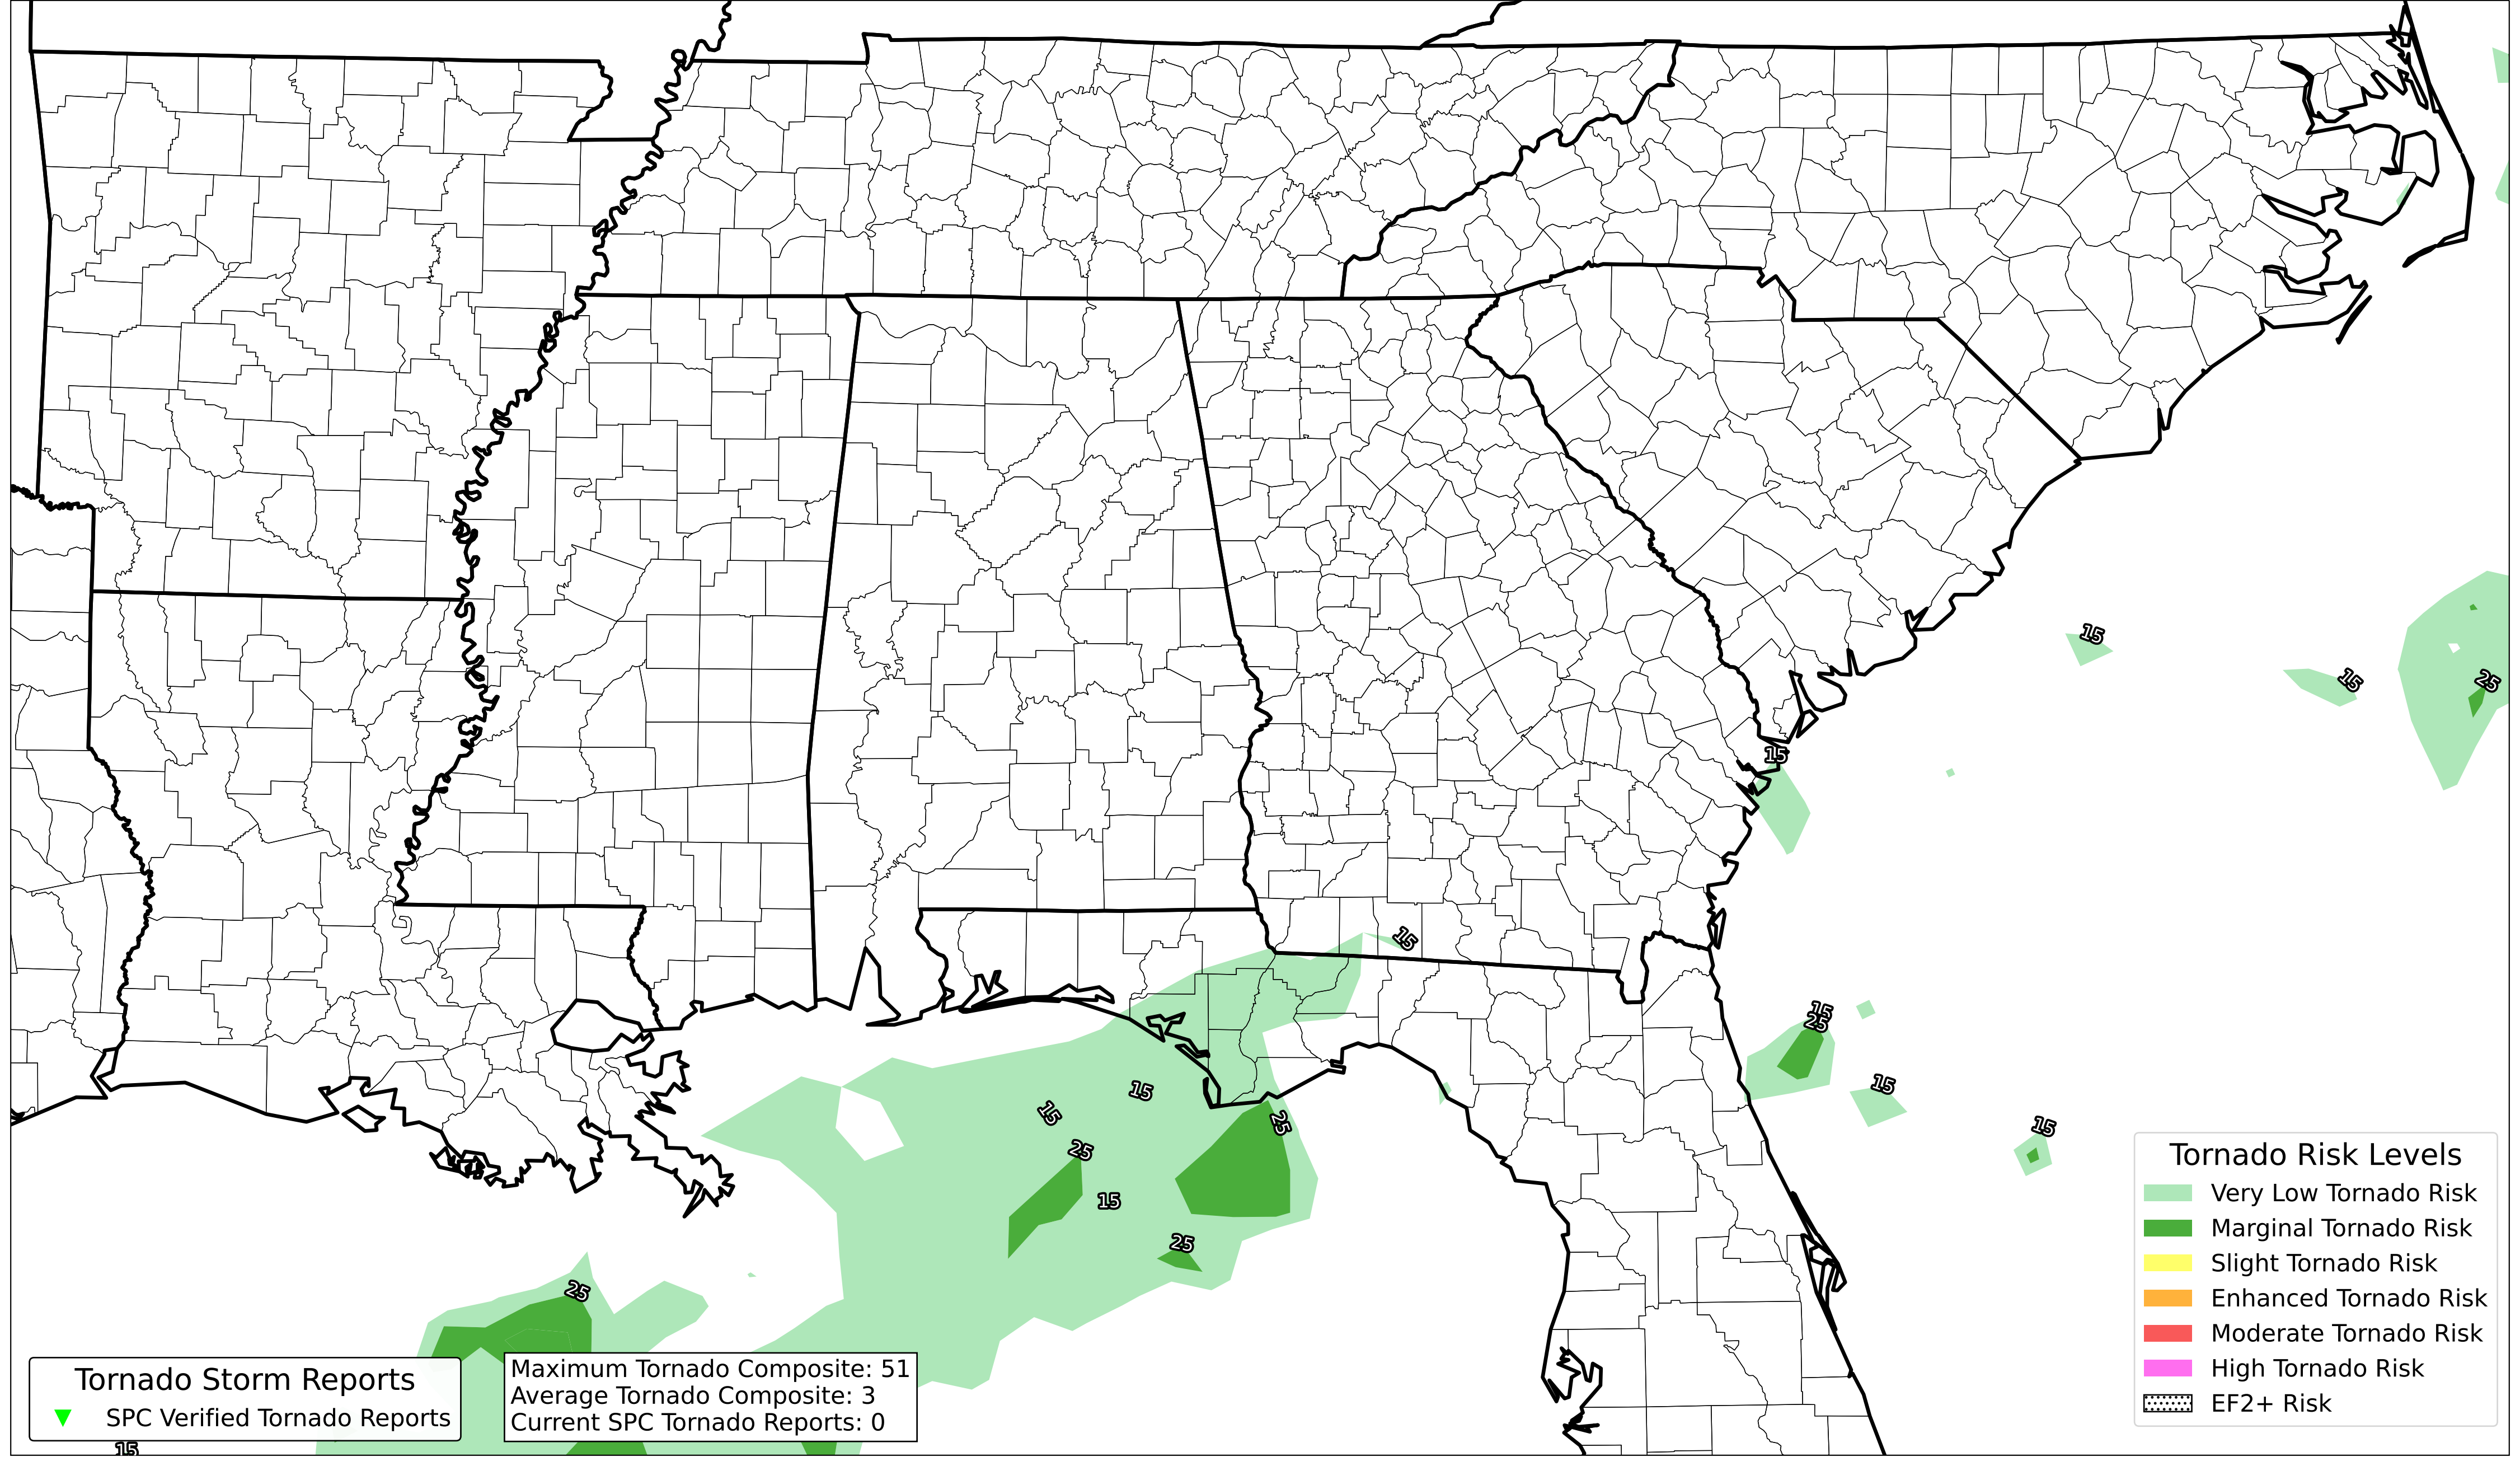 15
15
25
15
15
15
25
15
15
15
25
25
15
15
25
25
Tornado Risk Levels
Very Low Tornado Risk
Marginal Tornado Risk
Slight Tornado Risk
Enhanced Tornado Risk
Moderate Tornado Risk
High Tornado Risk
EF2+ Risk
Tornado Storm Reports
SPC Verified Tornado Reports
Maximum Tornado Composite: 51
Average Tornado Composite: 3
Current SPC Tornado Reports: 0
15